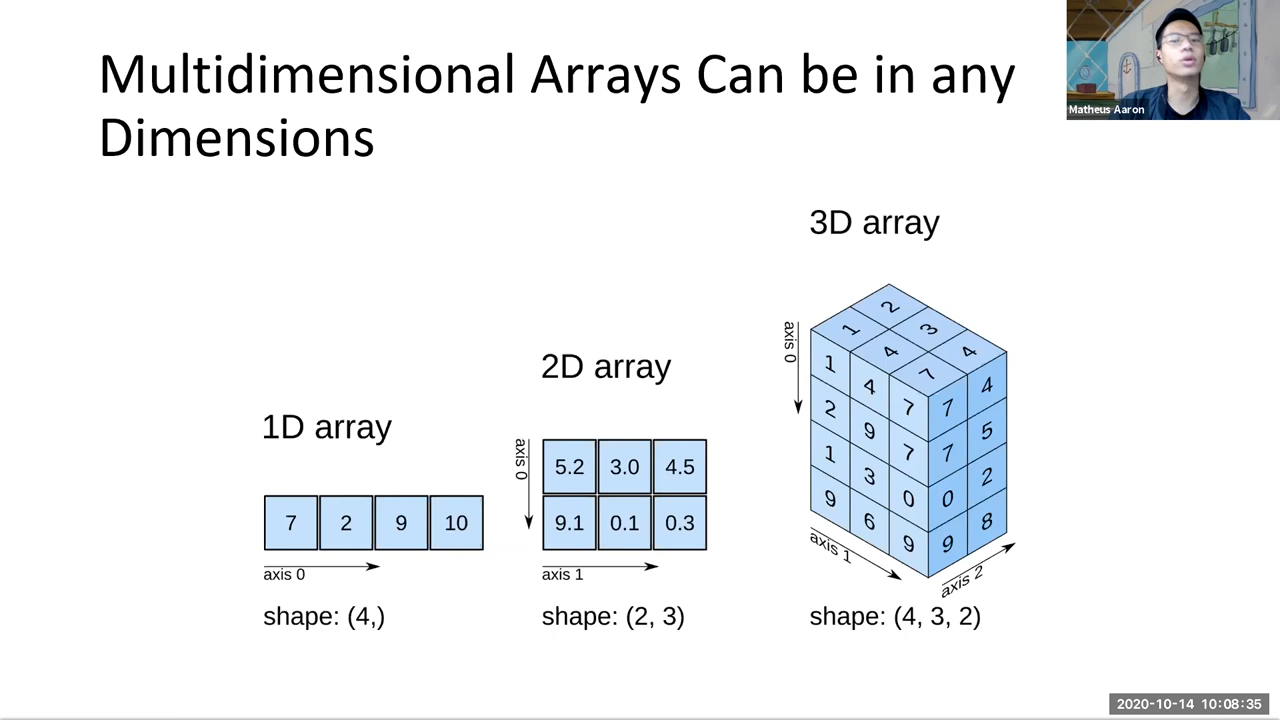 Multidimensional Arrays Can be in any
Dimensions
Matheus Aaron
3D array
2D array
1D array
axis 0
axis 0
1 2
4 3
7 4
1 4 7 7 4
2 9 7 7 5
1 3 0 0 2
9 6 9 9 8
5.2 3.0 4.5
9.1 0.1 0.3
7 2 9 10
axis 0
axis 1
axis 1
axis 2
shape: (4,)
shape: (2, 3)
shape: (4, 3, 2)
2020-10-14 10:08:35